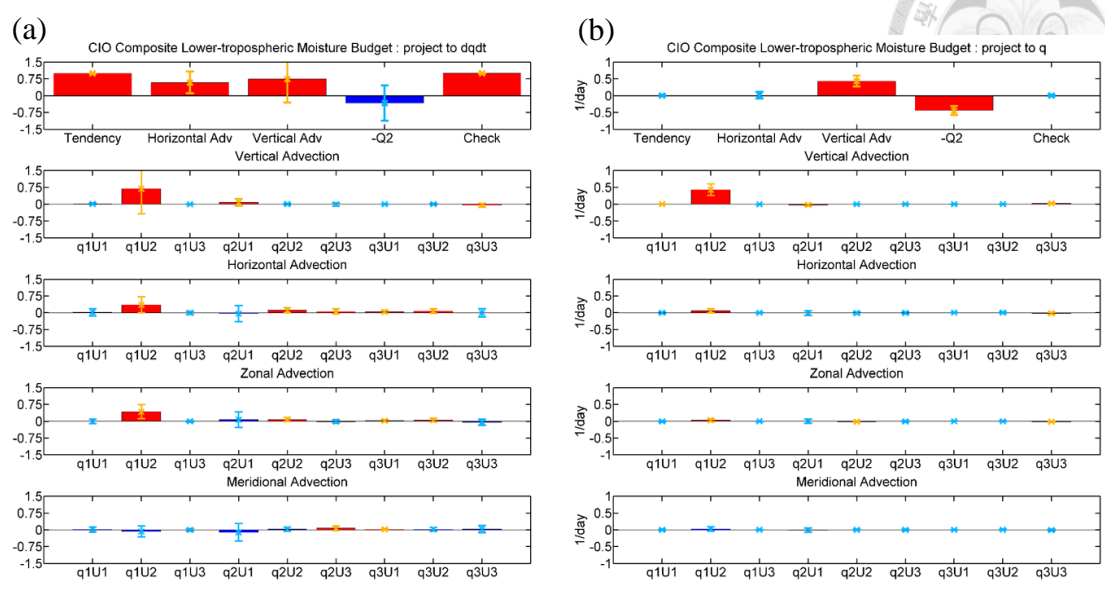 (a)
CIO Composite Lower-tropospheric Moisture Budget : project to dqdt
1.5
0.75
0
-0.75
-1.5
Tendency Horizontal Adv Vertical Adv -Q2 Check
Vertical Advection
1.5
0.75
0
-0.75
-1.5
q1U1 q1U2 q1U3 q2U1 q2U2 q2U3 q3U1 q3U2 q3U3
Horizontal Advection
1.5
0.75
0
-0.75
-1.5
q1U1 q1U2 q1U3 q2U1 q2U2 q2U3 q3U1 q3U2 q3U3
Zonal Advection
1.5
0.75
0
-0.75
-1.5
q1U1 q1U2 q1U3 q2U1 q2U2 q2U3 q3U1 q3U2 q3U3
Meridional Advection
1.5
0.75
0
-0.75
-1.5
q1U1 q1U2 q1U3 q2U1 q2U2 q2U3 q3U1 q3U2 q3U3
(b)
CIO Composite Lower-tropospheric Moisture Budget : project to q
1/day
1
0.5
0
-0.5
-1
Tendency Horizontal Adv Vertical Adv -Q2 Check
Vertical Advection
1/day
1
0.5
0
-0.5
-1
q1U1 q1U2 q1U3 q2U1 q2U2 q2U3 q3U1 q3U2 q3U3
Horizontal Advection
1/day
1
0.5
0
-0.5
-1
q1U1 q1U2 q1U3 q2U1 q2U2 q2U3 q3U1 q3U2 q3U3
Zonal Advection
1/day
1
0.5
0
-0.5
-1
q1U1 q1U2 q1U3 q2U1 q2U2 q2U3 q3U1 q3U2 q3U3
Meridional Advection
1/day
1
0.5
0
-0.5
-1
q1U1 q1U2 q1U3 q2U1 q2U2 q2U3 q3U1 q3U2 q3U3